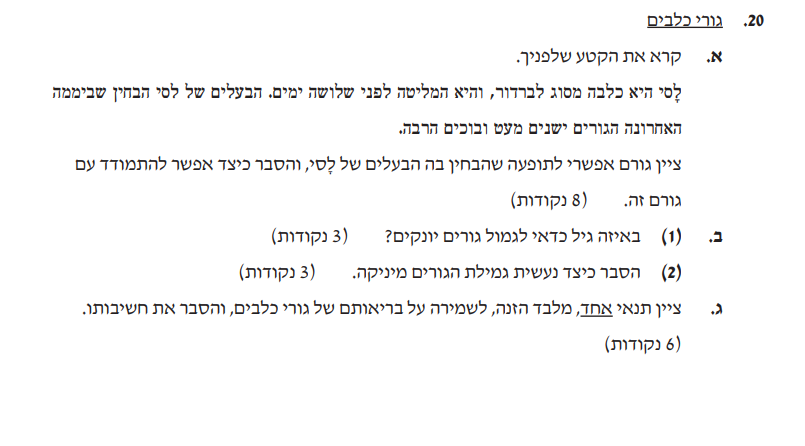 20. גורי כלבים
א. קרא את הקטע שלפניך.
לָסי היא כלבה מסוג לברדור, והיא המליטה לפני שלושה ימים. הבעלים של לסי הבחין שביממה
האחרונה הגורים ישנים מעט ובוכים הרבה.
ציין גורם אפשרי לתופעה שהבחין בה הבעלים של לָסי, והסבר כיצד אפשר להתמודד עם
גורם זה. (8 נקודות)
ב. (1) באיזה גיל כדאי לגמול גורים יונקים? (3 נקודות)
(2) הסבר כיצד נעשית גמילת הגורים מיניקה. (3 נקודות)
ג. ציין תנאי אחד, מלבד הזנה, לשמירה על בריאותם של גורי כלבים, והסבר את חשיבותו.
(6 נקודות)